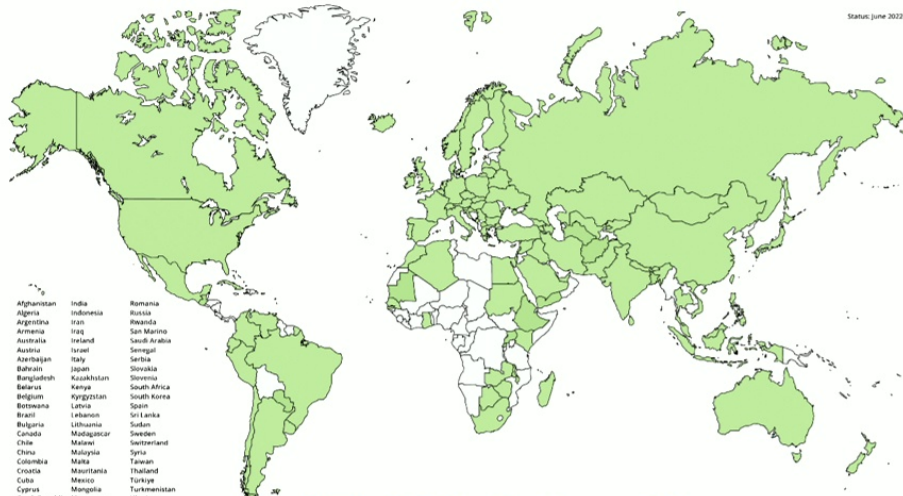 Status: June 2022
Afghanistan
Algeria
Argentina
Armenia
Australia
Austria
Azerbaijan
Bahrain
Bangladesh
Belarus
Belgium
Botswana
Brazil
Bulgaria
Canada
Chile
China
Colombia
Croatia
Cuba
Cyprus
India
Indonesia
Iran
Iraq
Ireland
Israel
Italy
Japan
Kazakhstan
Kenya
Kyrgyzstan
Latvia
Lebanon
Lithuania
Madagascar
Malawi
Malaysia
Malta
Mauritania
Mexico
Mongolia
Romania
Russia
Rwanda
San Marino
Saudi Arabia
Senegal
Serbia
Slovakia
Slovenia
South Africa
South Korea
Spain
Sri Lanka
Sudan
Sweden
Switzerland
Syria
Taiwan
Thailand
Türkiye
Turkmenistan